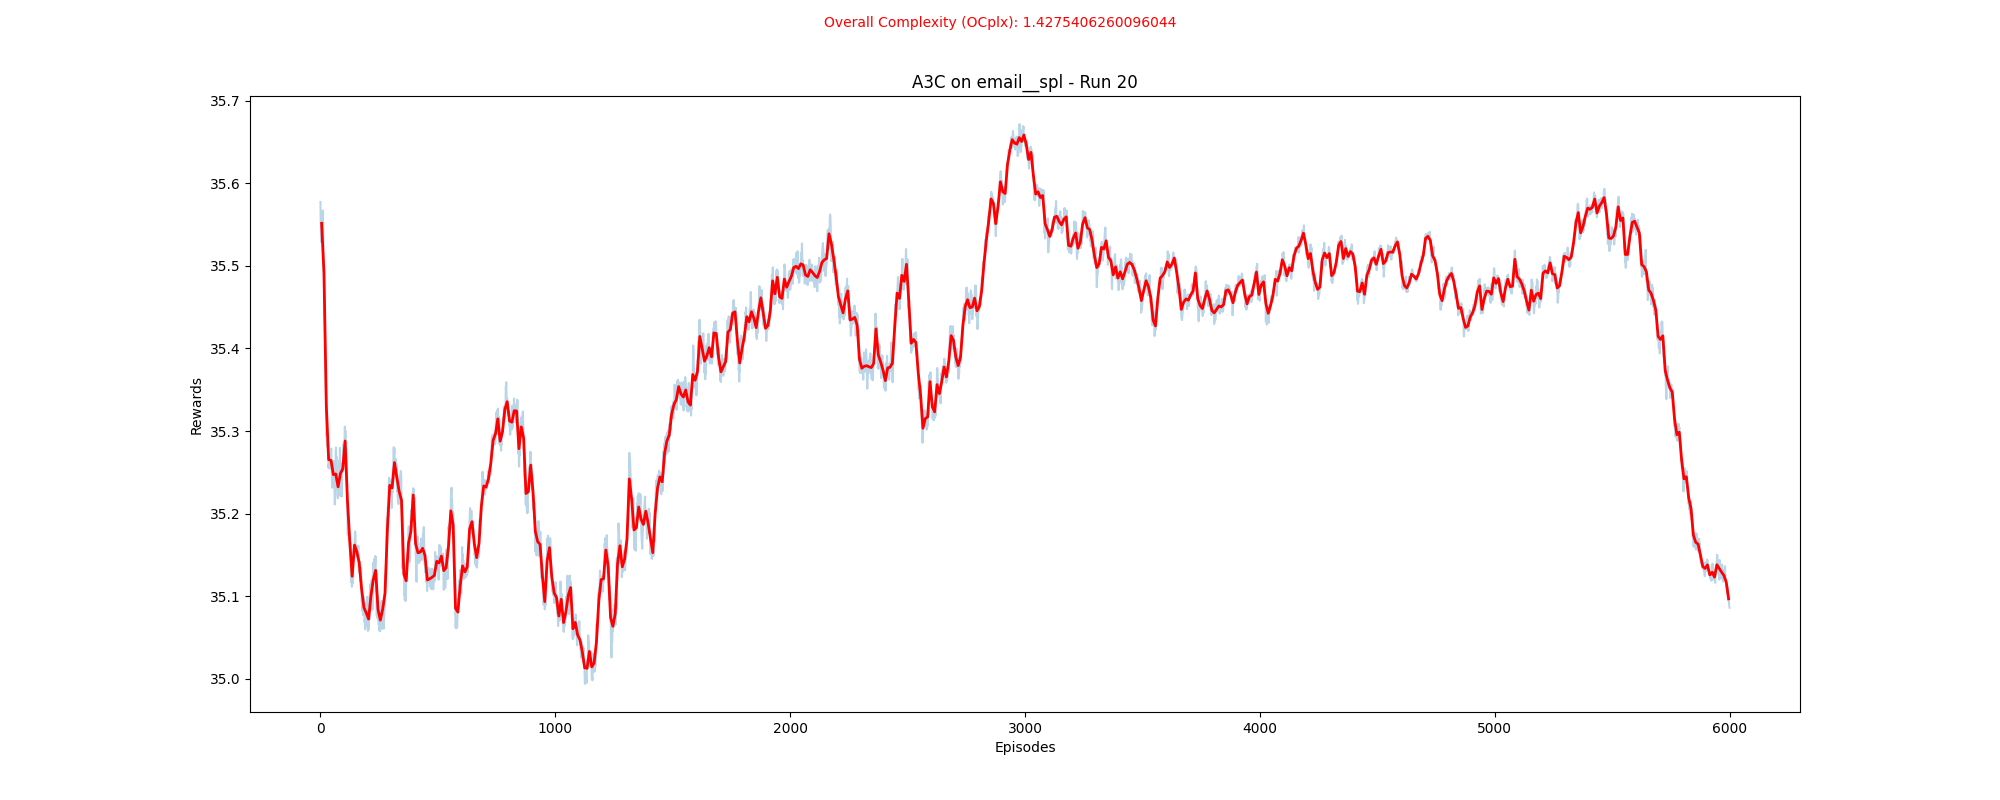 Overall Complexity (OCplx): 1.4275406260096044
A3C on email__spl - Run 20
35.7
35.6
35.5
35.4
35.3
35.2
35.1
35.0
Rewards
0 1000 2000 3000 4000 5000 6000
Episodes